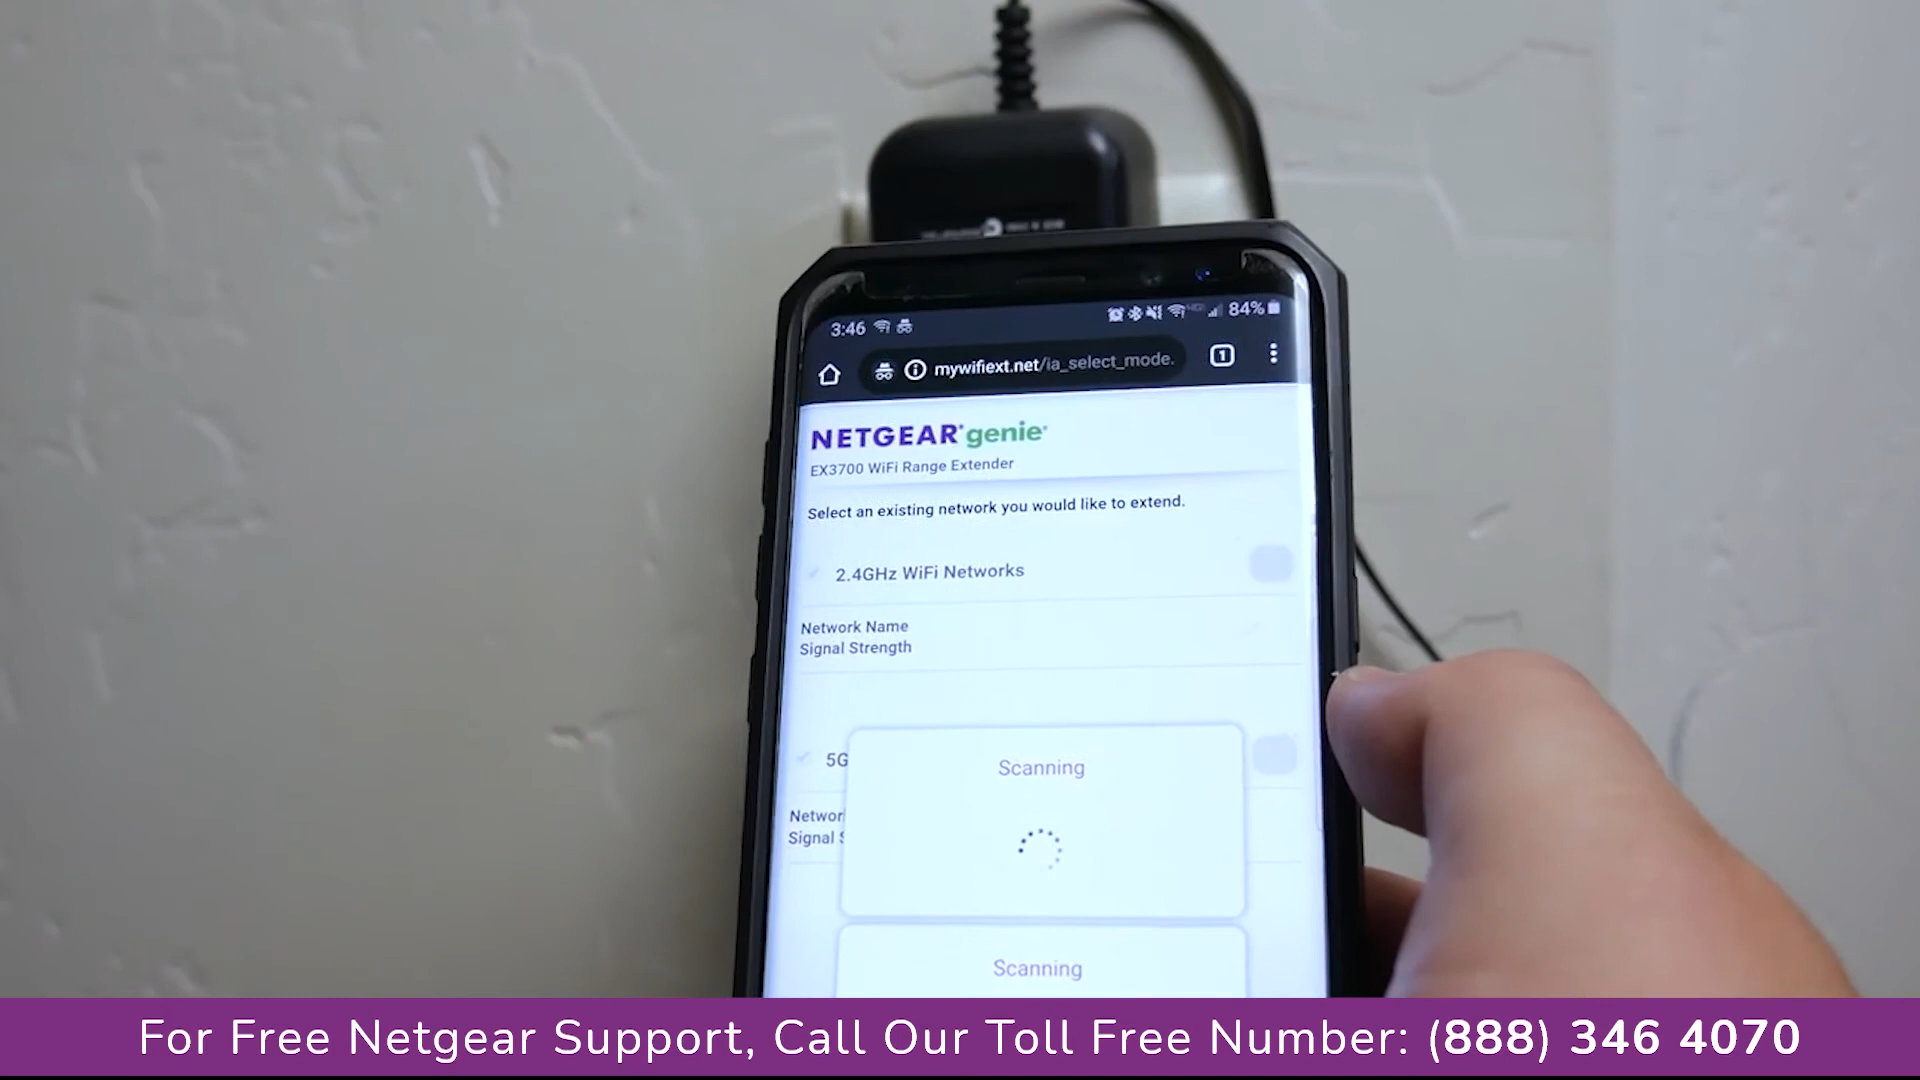 3:46
84%
mywifiext.net/ia_select_mode.
1
NETGEAR genie
EX3700 WiFi Range Extender
Select an existing network you would like to extend.
2.4GHz WiFi Networks
Network Name
Signal Strength
Scanning
5G
Networ
Signal S
Scanning
For Free Netgear Support, Call Our Toll Free Number: (888) 346 4070